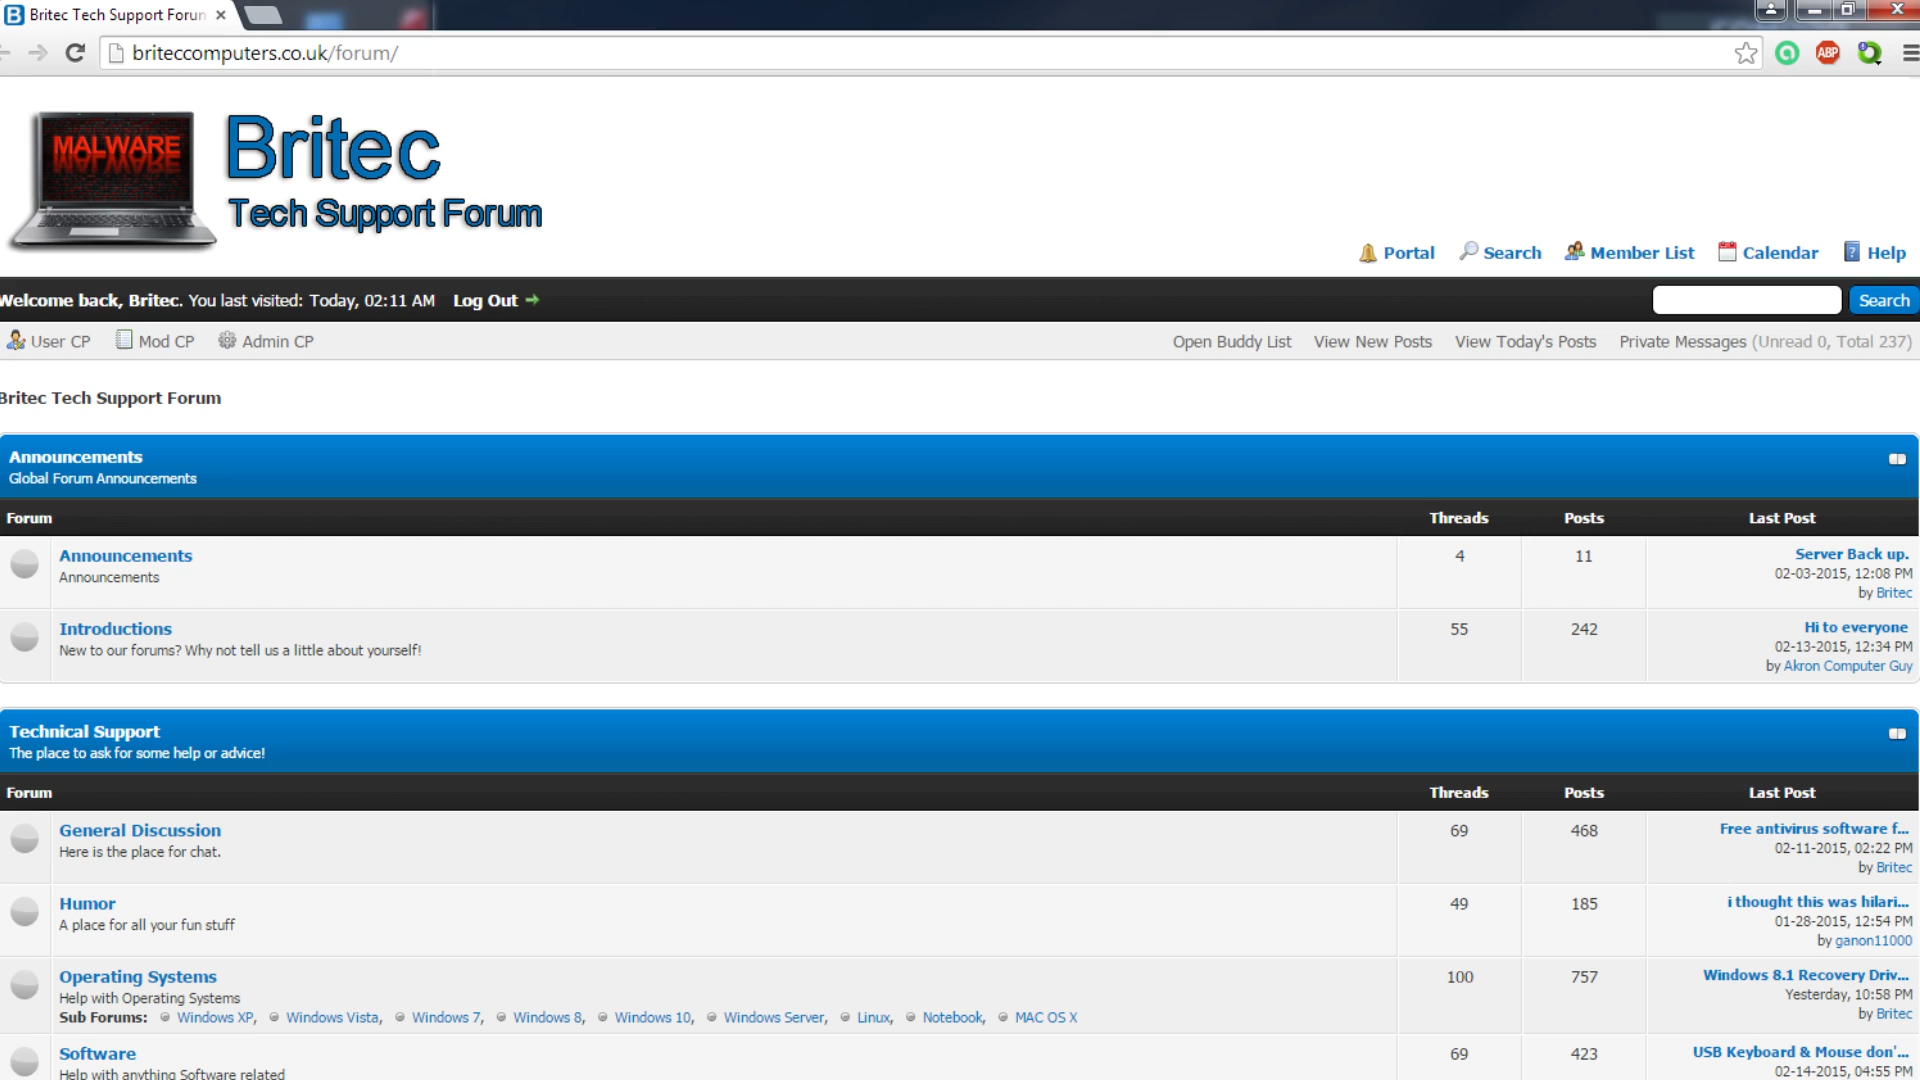 Britec Tech Support Forun
briteccomputers.co.uk/forum/
ABP
MALWARE
Britec
Tech Support Forum
Portal Search Member List Calendar Help
Welcome back, Britec. You last visited: Today, 02:11 AM Log Out
Search
User CP Mod CP Admin CP
Open Buddy List View New Posts View Today's Posts Private Messages (Unread 0, Total 237)
Britec Tech Support Forum
Announcements
Global Forum Announcements
Forum Threads Posts Last Post
Announcements 4 11 Server Back up.
Announcements 02-03-2015, 12:08 PM
by Britec
Introductions 55 242 Hi to everyone
New to our forums? Why not tell us a little about yourself! 02-13-2015, 12:34 PM
by Akron Computer Guy
Technical Support
The place to ask for some help or advice!
Forum Threads Posts Last Post
General Discussion 69 468 Free antivirus software f...
Here is the place for chat. 02-11-2015, 02:22 PM
by Britec
Humor 49 185 i thought this was hilari...
A place for all your fun stuff 01-28-2015, 12:54 PM
by ganon11000
Operating Systems 100 757 Windows 8.1 Recovery Driv...
Help with Operating Systems Yesterday, 10:58 PM
Sub Forums: Windows XP, Windows Vista, Windows 7, Windows 8, Windows 10, Windows Server, Linux, Notebook, MAC OS X by Britec
Software 69 423 USB Keyboard & Mouse don'...
Help with anything Software related 02-14-2015, 04:55 PM